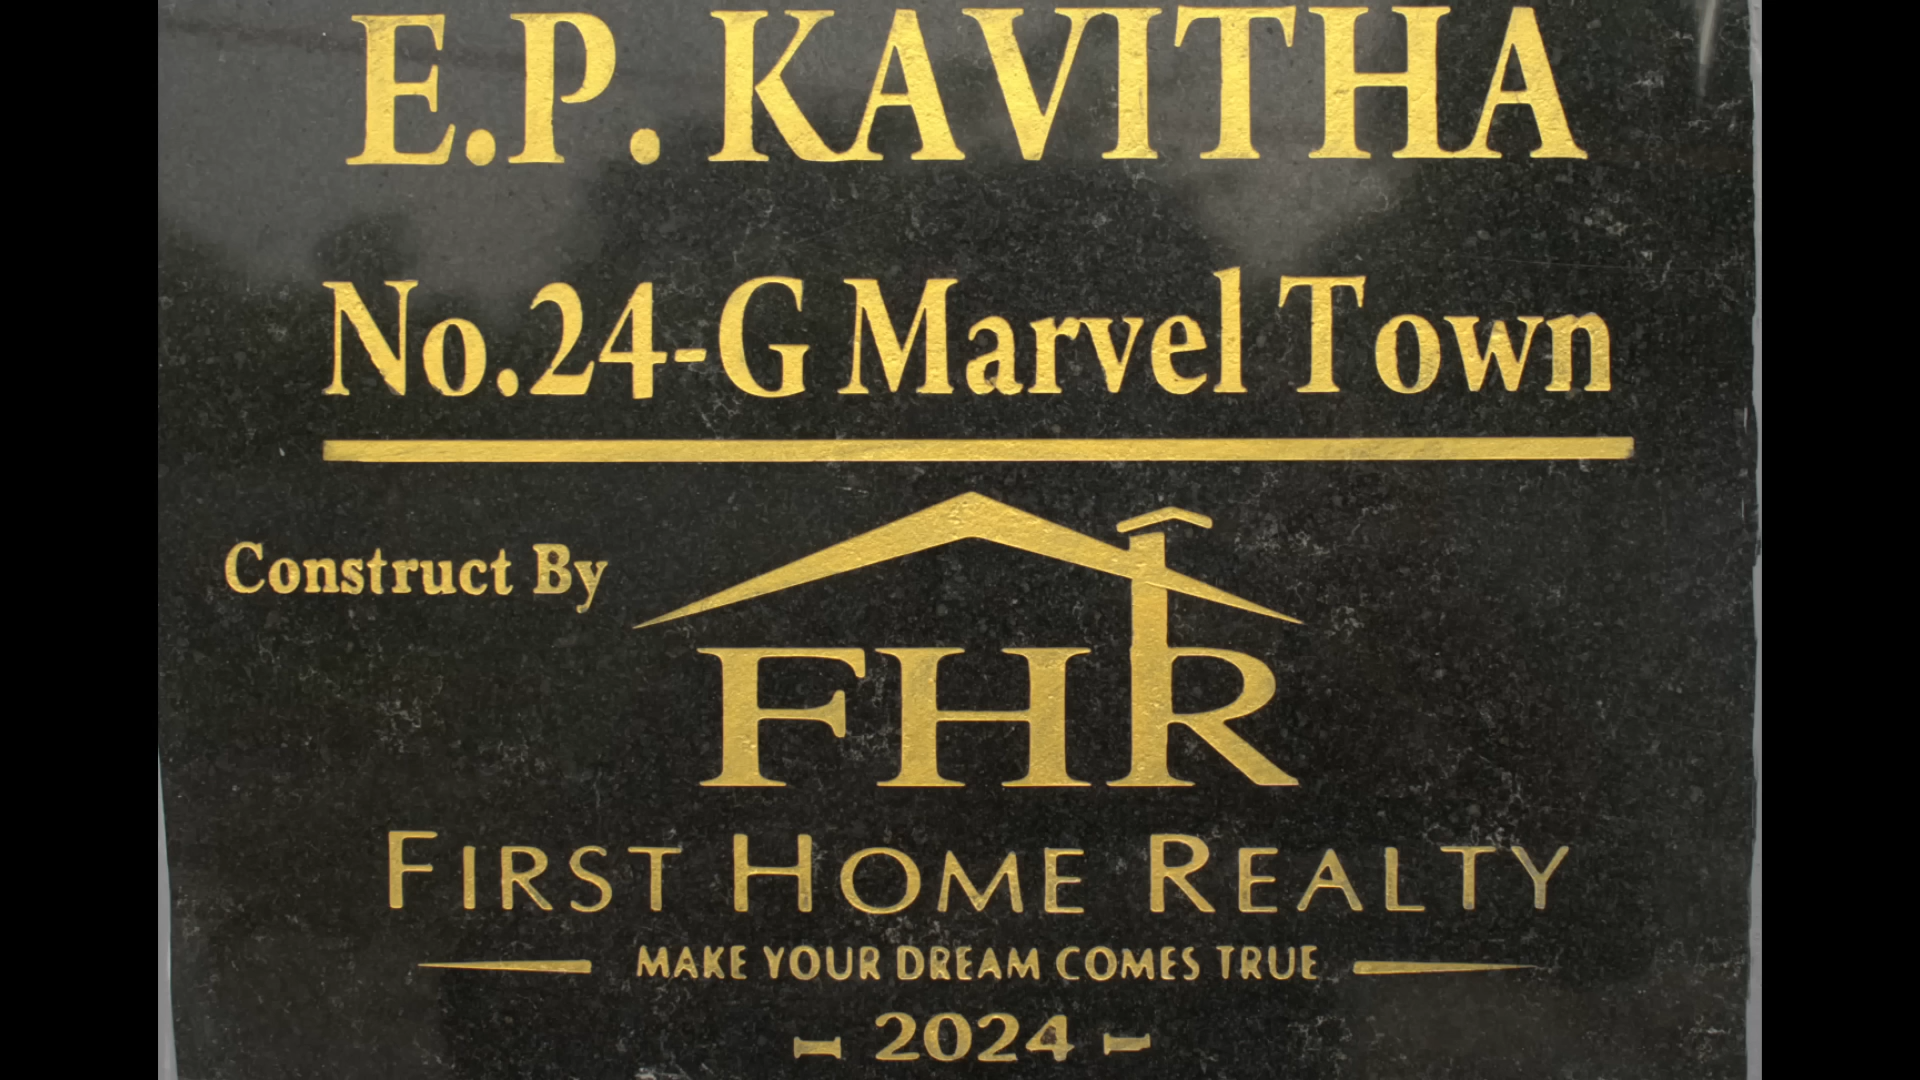 E.P. KAVITHA
No.24-G Marvel Town
Construct By
FHR
FIRST HOME REALTY
MAKE YOUR DREAM COMES TRUE
- 2024 -